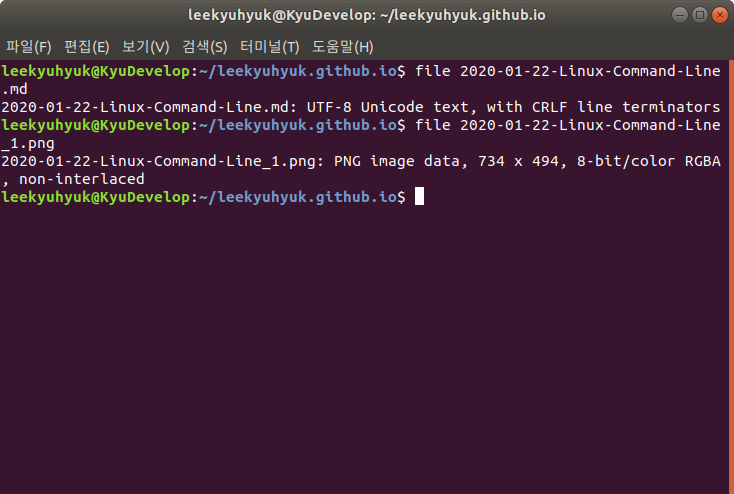 leekyuhyuk@KyuDevelop: ~/leekyuhyuk.github.io
파일(F) 편집(E) 보기(V) 검색(S) 터미널(T) 도움말(H)
leekyuhyuk@KyuDevelop:~/leekyuhyuk.github.io$ file 2020-01-22-Linux-Command-Line
.md
2020-01-22-Linux-Command-Line.md: UTF-8 Unicode text, with CRLF line terminators
leekyuhyuk@KyuDevelop:~/leekyuhyuk.github.io$ file 2020-01-22-Linux-Command-Line
_1.png
2020-01-22-Linux-Command-Line_1.png: PNG image data, 734 x 494, 8-bit/color RGBA
, non-interlaced
leekyuhyuk@KyuDevelop:~/leekyuhyuk.github.io$